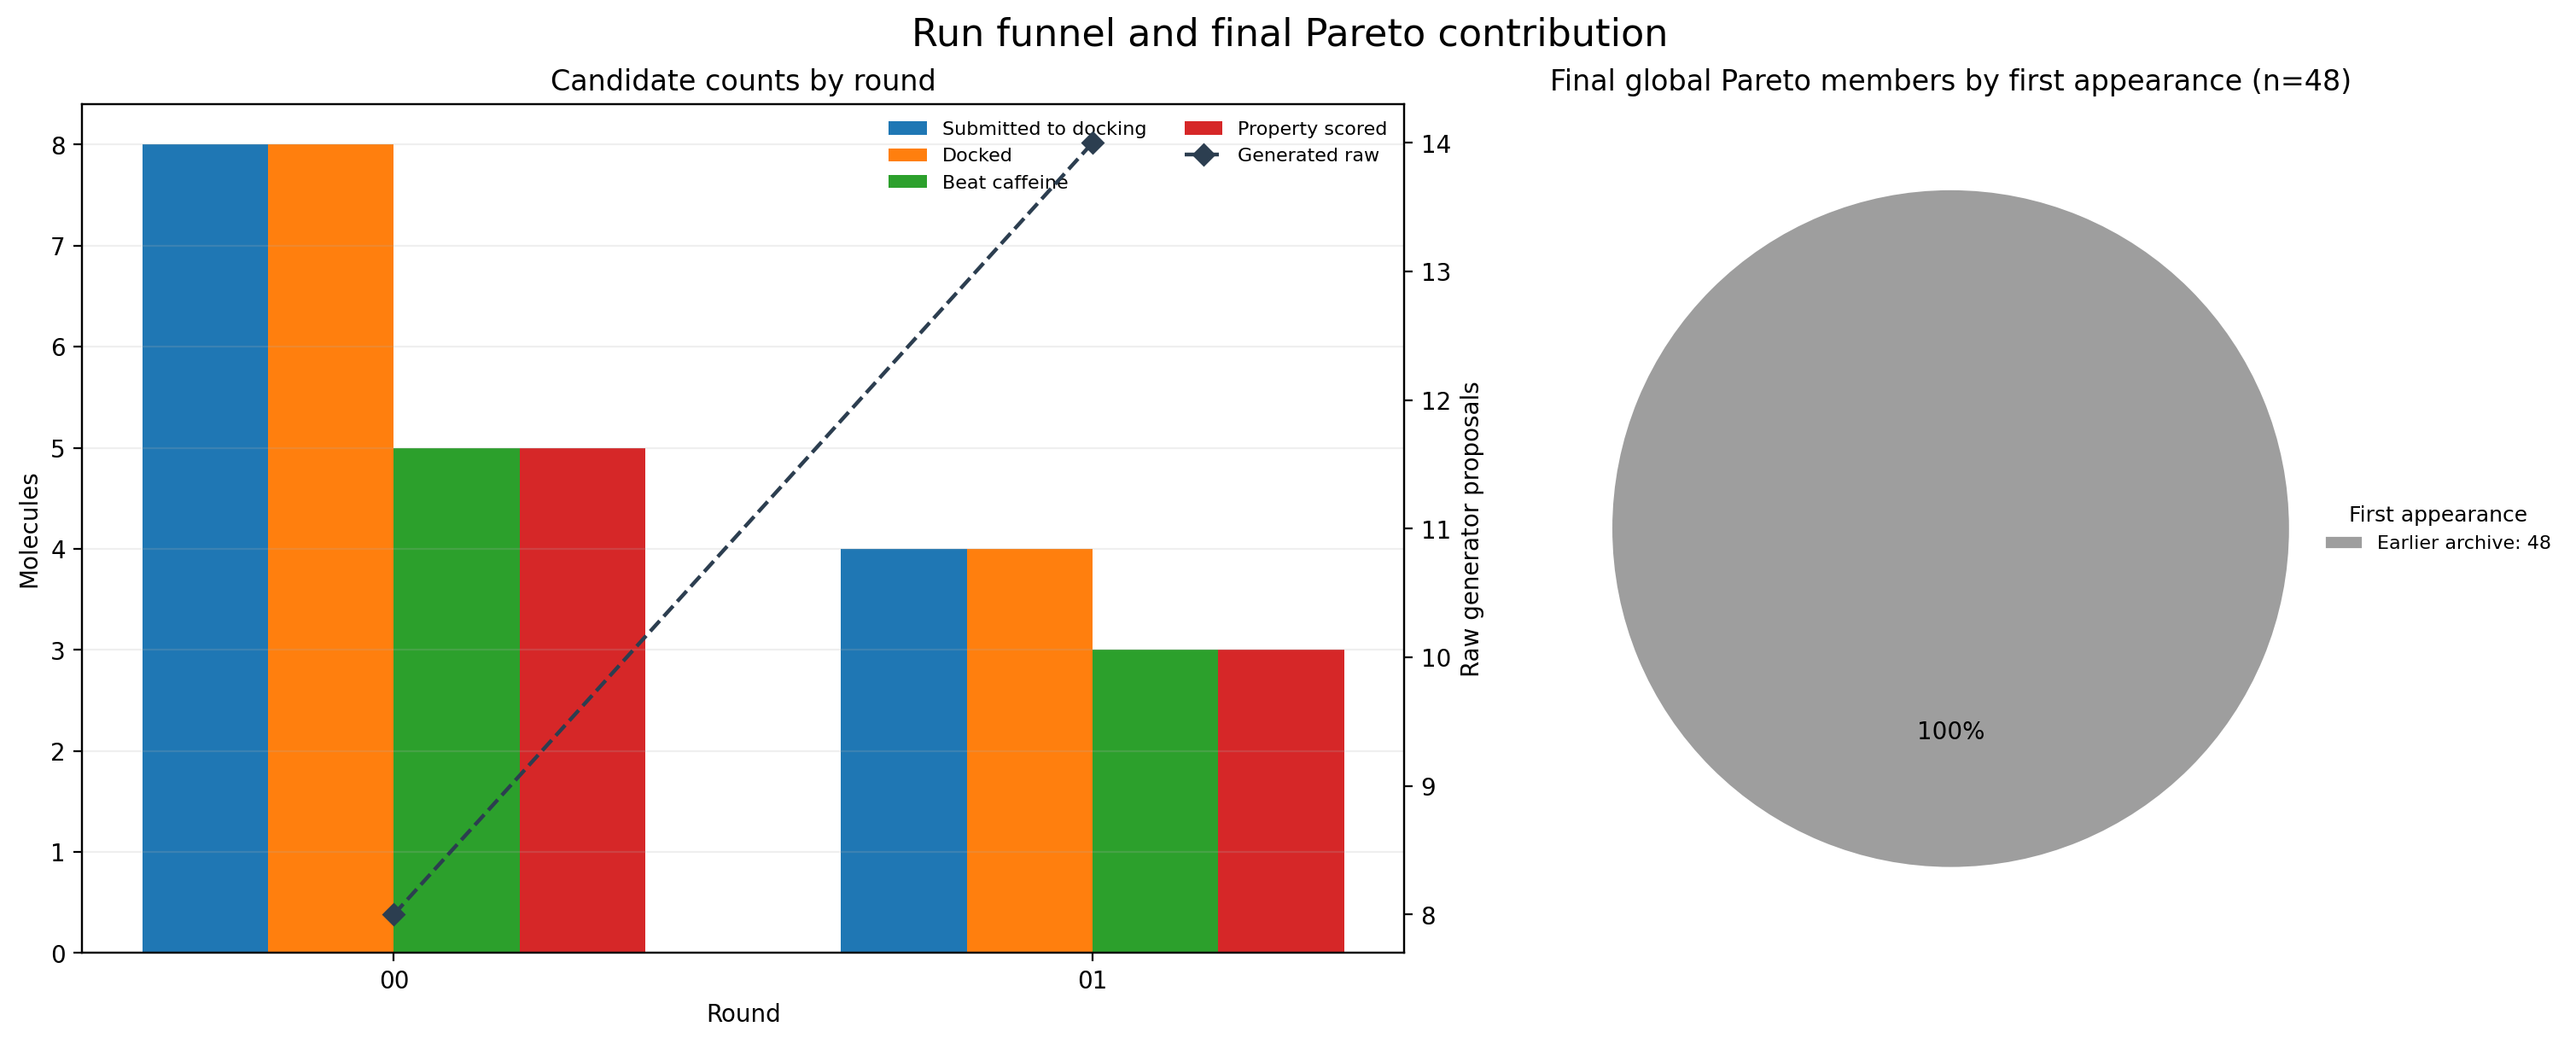 Run funnel and final Pareto contribution
Candidate counts by round
Submitted to docking
Docked
Beat caffeine
Property scored
Generated raw
8
7
6
5
4
3
2
1
0
Molecules
00
01
Round
14
13
12
11
10
9
8
Raw generator proposals
Final global Pareto members by first appearance (n=48)
100%
First appearance
Earlier archive: 48